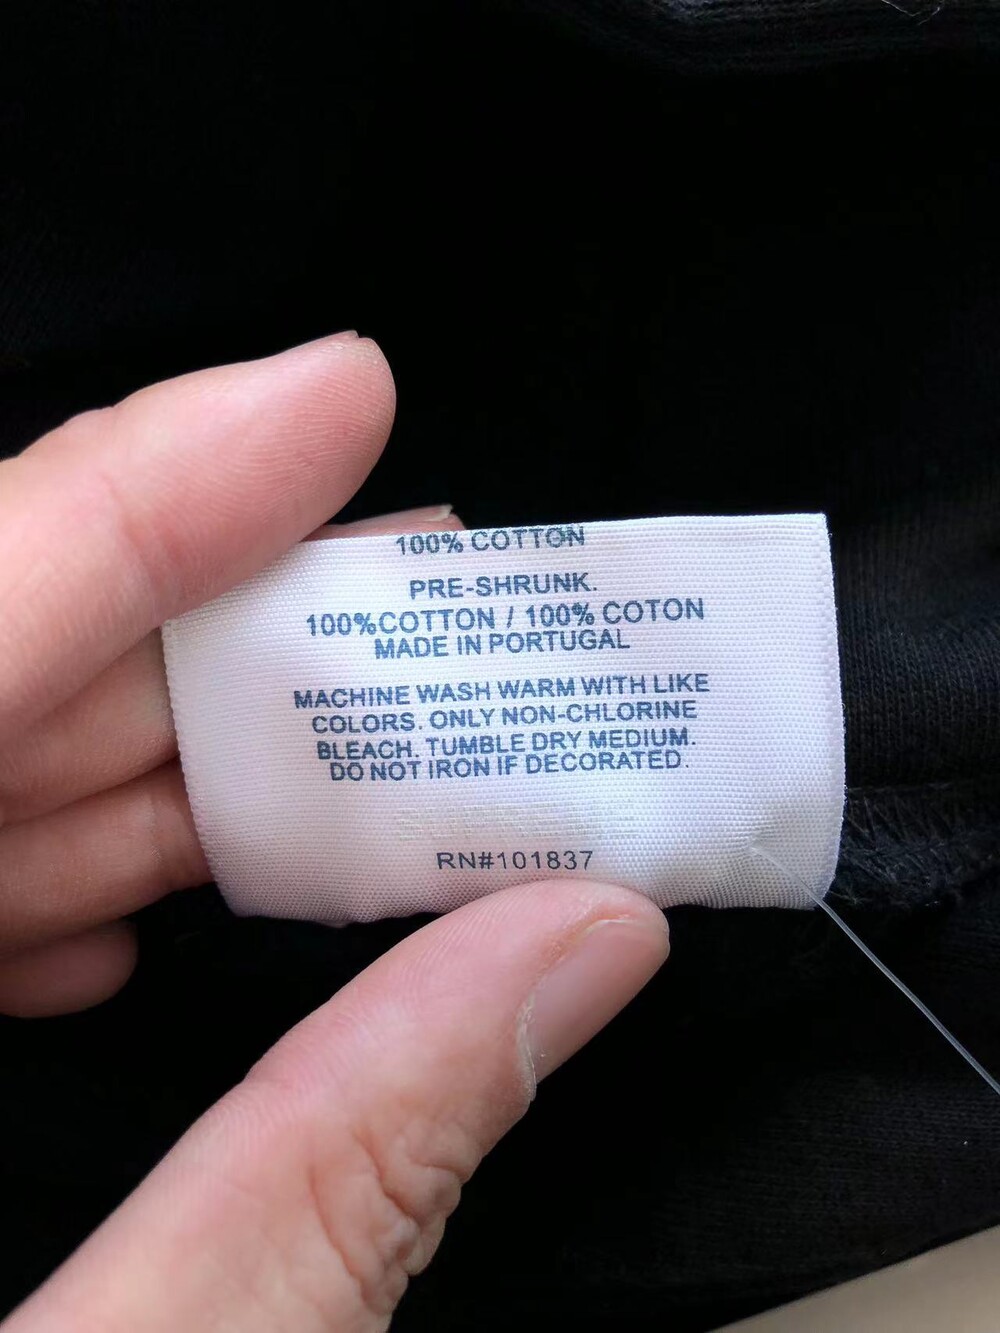 100% COTTON
PRE-SHRUNK.
100%COTTON / 100% COTON
MADE IN PORTUGAL
MACHINE WASH WARM WITH LIKE
COLORS. ONLY NON-CHLORINE
BLEACH. TUMBLE DRY MEDIUM.
DO NOT IRON IF DECORATED.
RN#101837